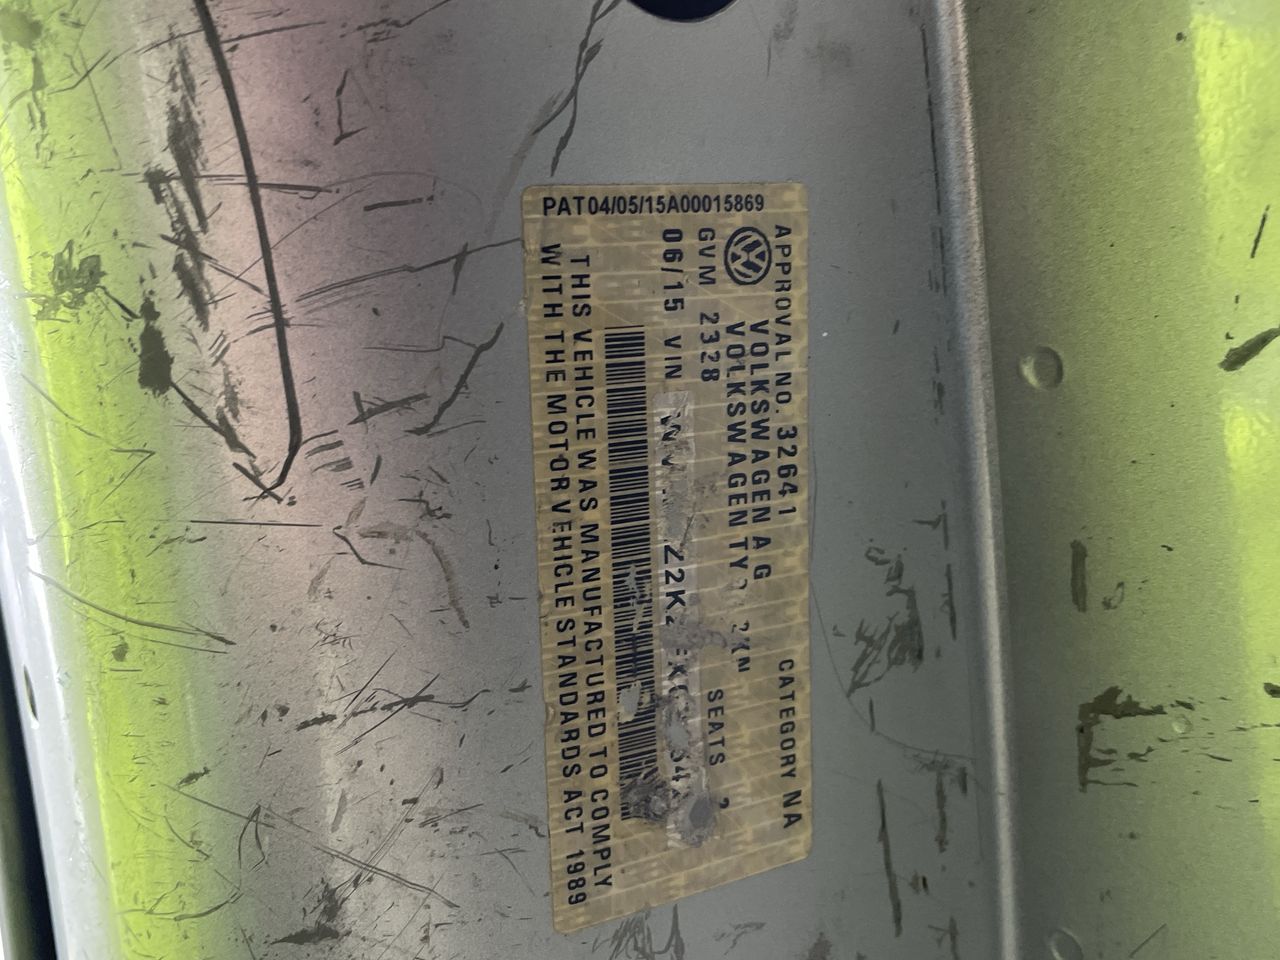 PAT04/05/15A00015869
APPROVAL NO. 32641 CATEGORY NA
VOLKSWAGEN AG
VOLKSWAGEN
GVM 2328 SEATS 2
06/15 VIN
THIS VEHICLE WAS MANUFACTURED TO COMPLY
WITH THE MOTOR VEHICLE STANDARDS ACT 1989